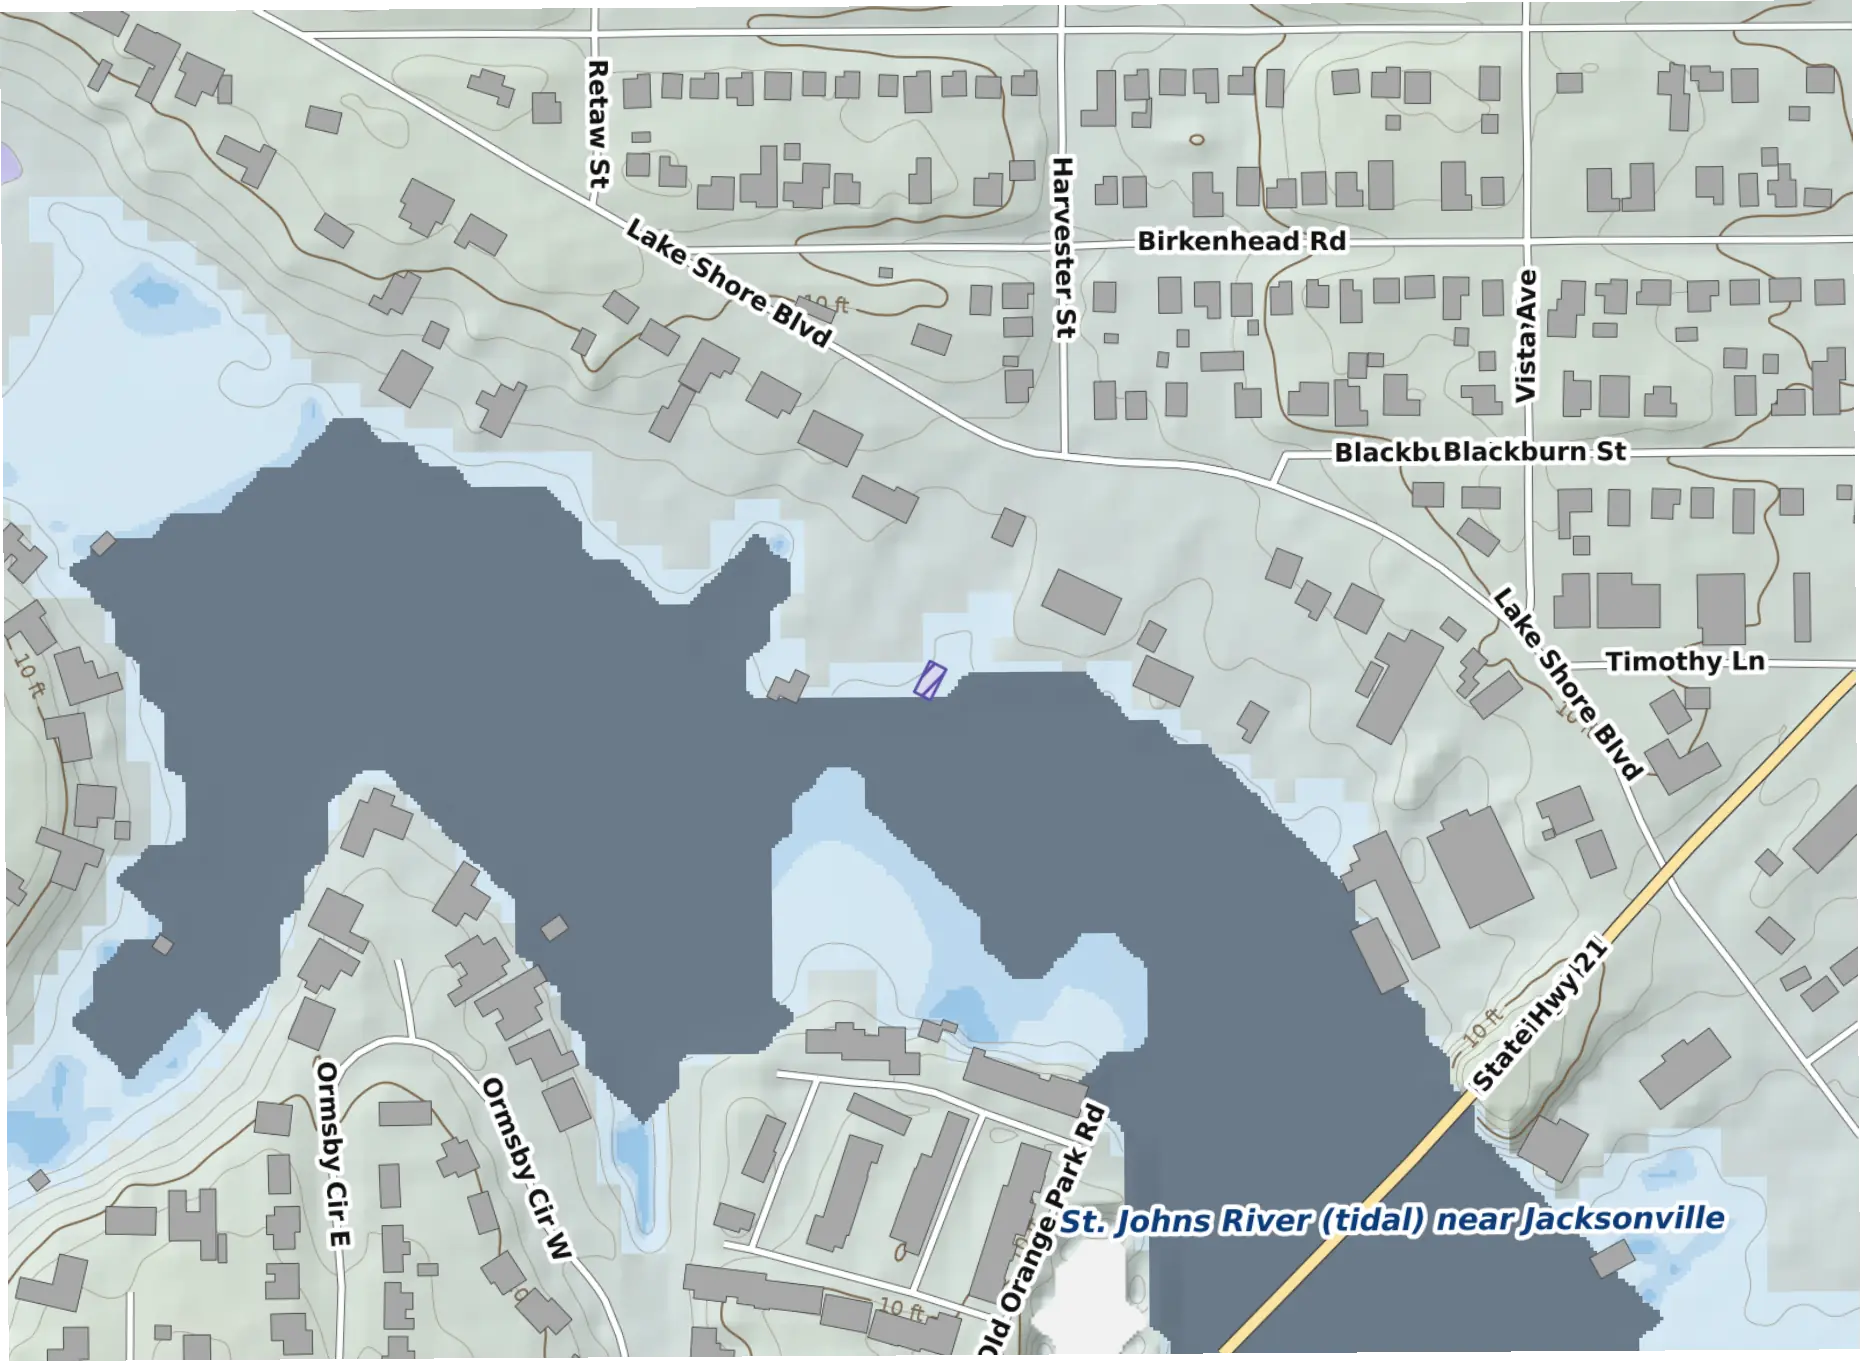 Retaw St
Harvester St
Birkenhead Rd
Lake Shore Blvd
10 ft
Vista Ave
Blackbu
Blackburn St
Lake Shore Blvd
Timothy Ln
10 ft
10
State Hwy 21
10 ft
Ormsby Cir E
Ormsby Cir W
Old Orange Park Rd
St. Johns River (tidal) near Jacksonville
10 ft